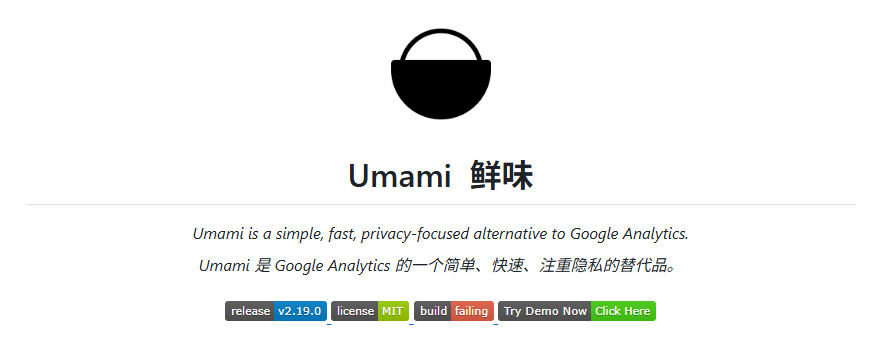 Umami 鲜味
Umami is a simple, fast, privacy-focused alternative to Google Analytics.
Umami 是 Google Analytics 的一个简单、快速、注重隐私的替代品。
release v2.19.0 license MIT build failing Try Demo Now Click Here